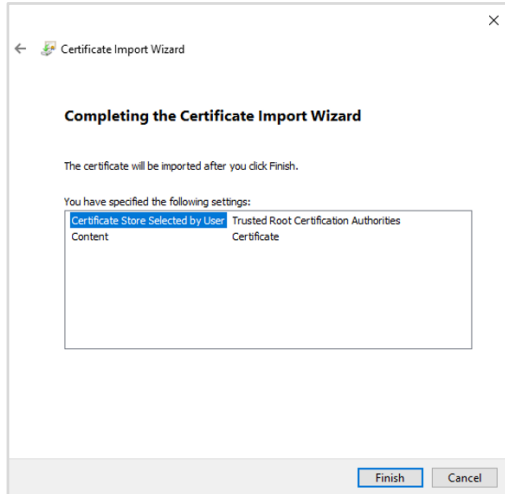 Certificate Import Wizard
Completing the Certificate Import Wizard
The certificate will be imported after you click Finish.
You have specified the following settings:
Certificate Store Selected by User Trusted Root Certification Authorities
Content Certificate
Finish Cancel